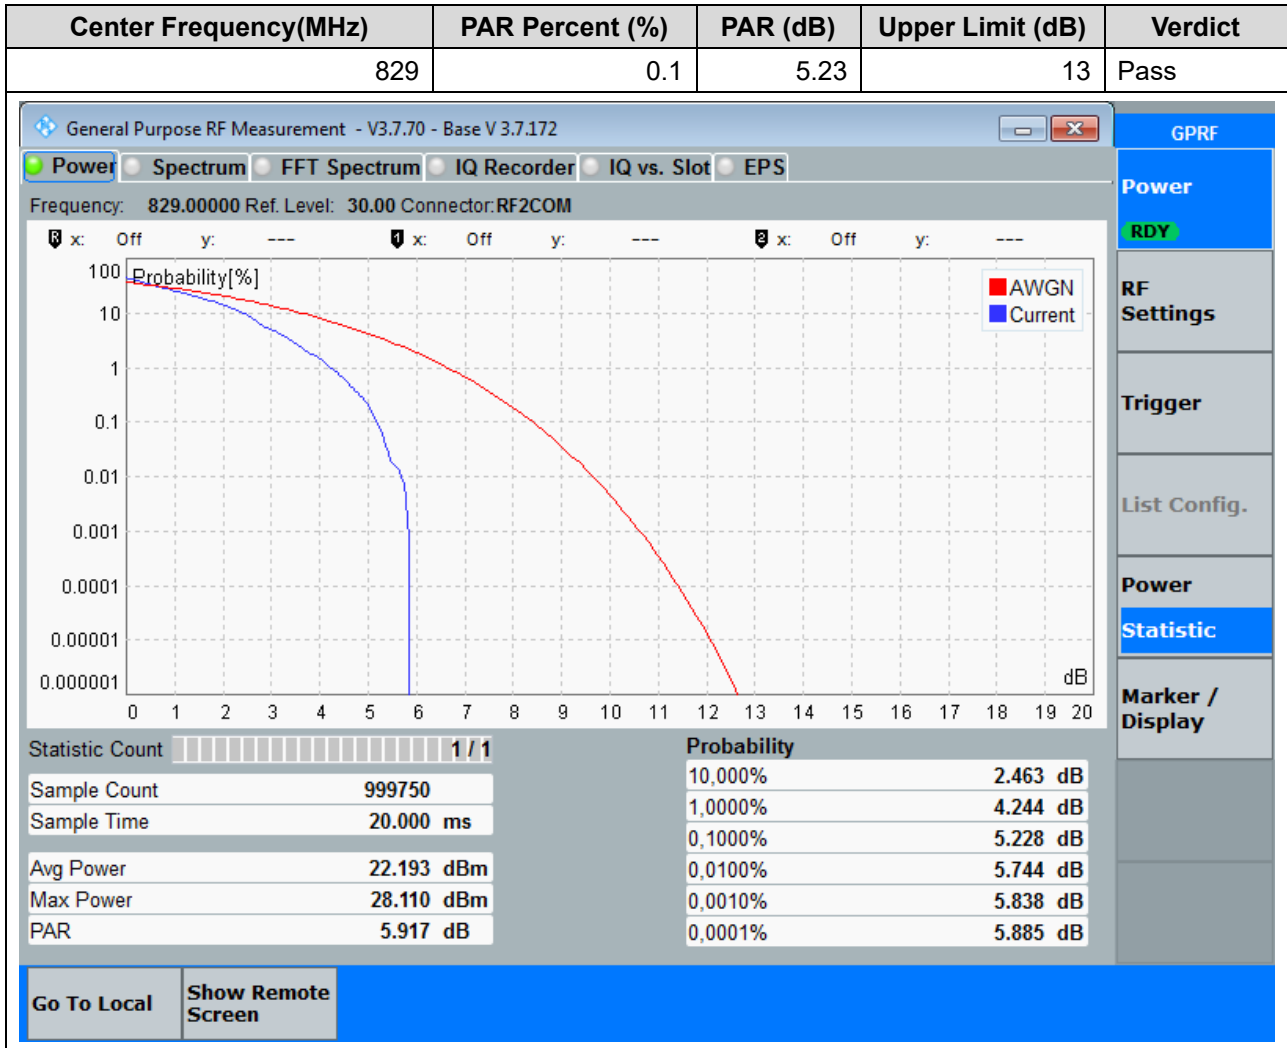 Center Frequency(MHz) PAR Percent (%) PAR (dB) Upper Limit (dB) Verdict
829 0.1 5.23 13 Pass
General Purpose RF Measurement - V3.7.70 - Base V 3.7.172
GPRF
Power Spectrum FFT Spectrum IQ Recorder IQ vs. Slot EPS
Power
RDY
Frequency: 829.00000 Ref. Level: 30.00 Connector:RF2COM
R x: Off y: --- 1 x: Off y: --- 2 x: Off y: ---
Probability[%]
AWGN
Current
100
10
1
0.1
0.01
0.001
0.0001
0.00001
0.000001
dB
0 1 2 3 4 5 6 7 8 9 10 11 12 13 14 15 16 17 18 19 20
RF
Settings
Trigger
List Config.
Power
Statistic
Marker /
Display
Statistic Count 1 / 1
Sample Count 999750
Sample Time 20.000 ms
Avg Power 22.193 dBm
Max Power 28.110 dBm
PAR 5.917 dB
Probability
10,000% 2.463 dB
1,0000% 4.244 dB
0,1000% 5.228 dB
0,0100% 5.744 dB
0,0010% 5.838 dB
0,0001% 5.885 dB
Go To Local
Show Remote
Screen